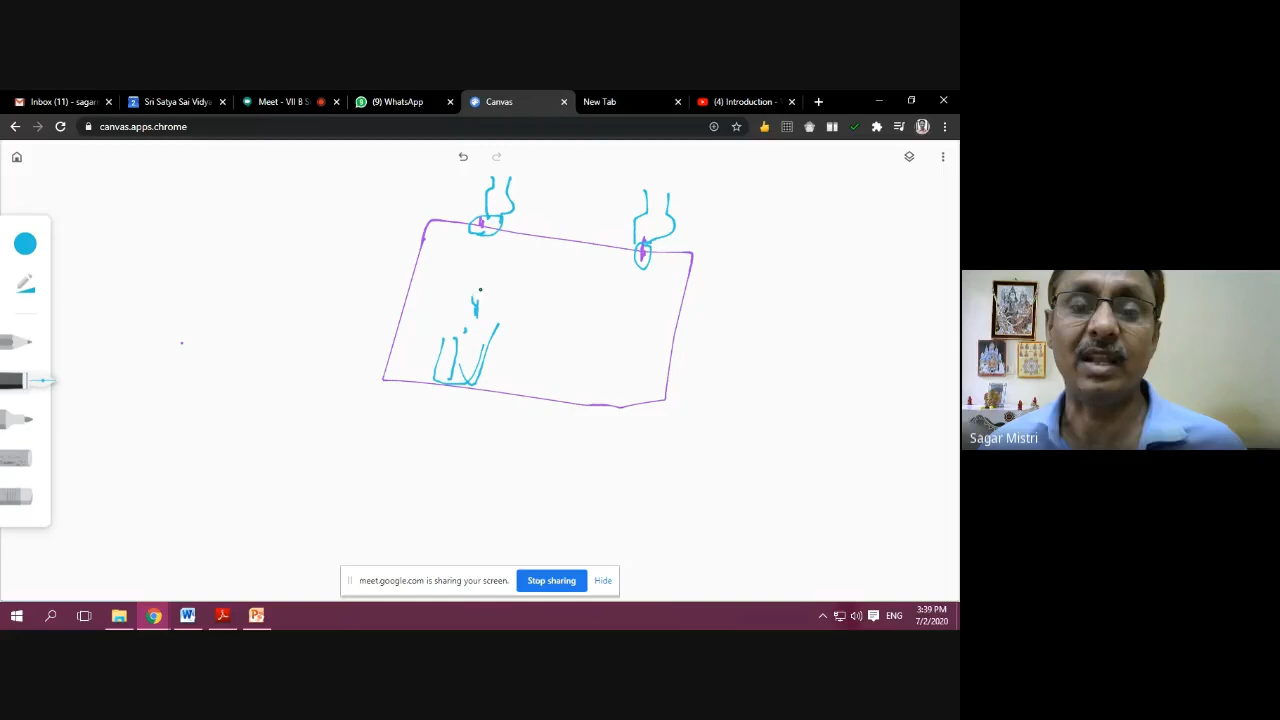 Inbox (11) - sagar
Sri Satya Sai Vidya
Meet - VII B S
(9) WhatsApp
Canvas
New Tab
(4) Introduction -
canvas.apps.chrome
Sagar Mistri
meet.google.com is sharing your screen.
Stop sharing
Hide
ENG
3:39 PM
7/2/2020